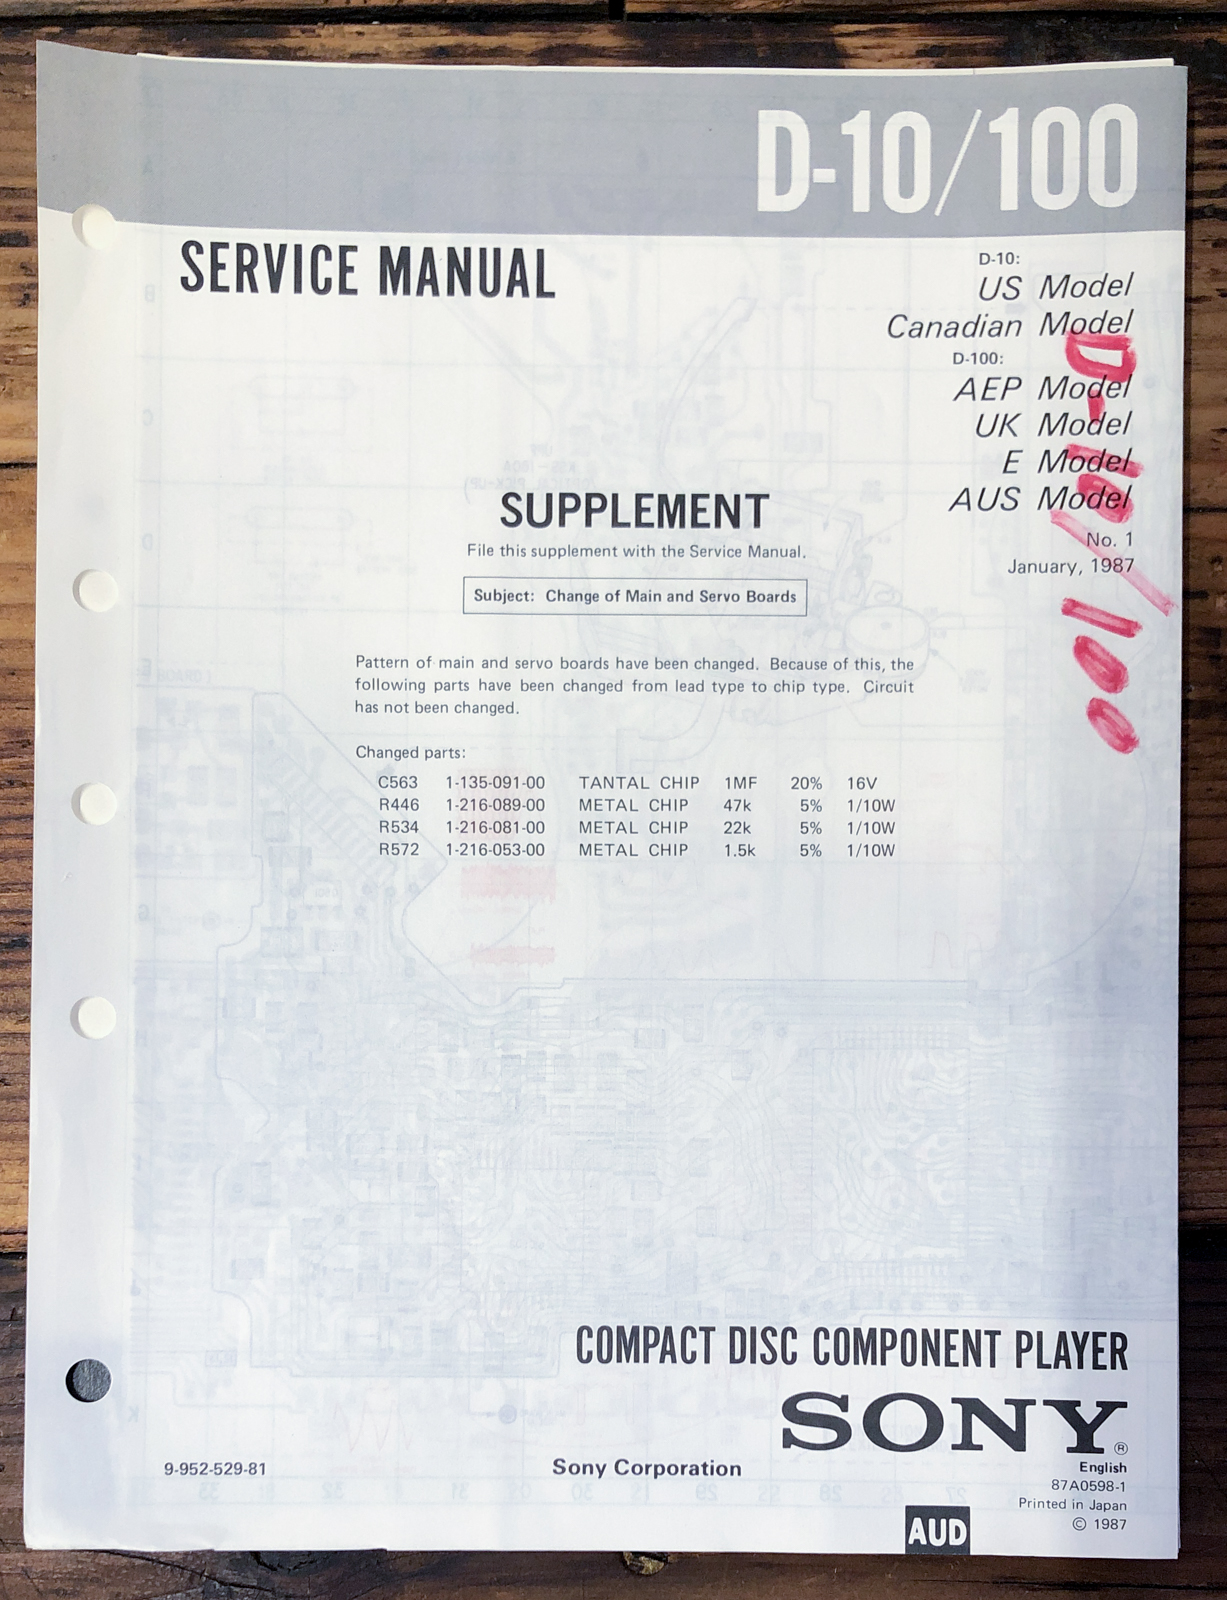 D-10/100
SERVICE MANUAL
D-10:
US Model
Canadian Model
D-100:
AEP Model
UK Model
E Model
AUS Model
No. 1
January, 1987
D-10/100
SUPPLEMENT
File this supplement with the Service Manual.
Subject: Change of Main and Servo Boards
Pattern of main and servo boards have been changed. Because of this, the
following parts have been changed from lead type to chip type. Circuit
has not been changed.
Changed parts:
C563 1-135-091-00 TANTAL CHIP 1MF 20% 16V
R446 1-216-089-00 METAL CHIP 47k 5% 1/10W
R534 1-216-081-00 METAL CHIP 22k 5% 1/10W
R572 1-216-053-00 METAL CHIP 1.5k 5% 1/10W
COMPACT DISC COMPONENT PLAYER
SONY®
9-952-529-81
Sony Corporation
English
87A0598-1
Printed in Japan
© 1987
AUD